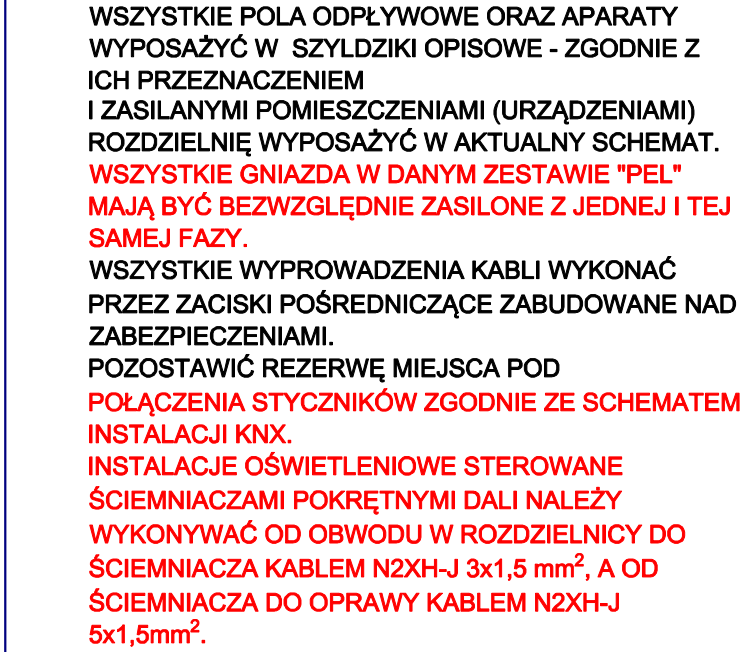 WSZYSTKIE POLA ODPŁYWOWE ORAZ APARATY
WYPOSAŻYĆ W  SZYLDZIKI OPISOWE - ZGODNIE Z
ICH PRZEZNACZENIEM
I ZASILANYMI POMIESZCZENIAMI (URZĄDZENIAMI)
ROZDZIELNIĘ WYPOSAŻYĆ W AKTUALNY SCHEMAT.
WSZYSTKIE GNIAZDA W DANYM ZESTAWIE "PEL"
MAJĄ BYĆ BEZWZGLĘDNIE ZASILONE Z JEDNEJ I TEJ
SAMEJ FAZY.
WSZYSTKIE WYPROWADZENIA KABLI WYKONAĆ
PRZEZ ZACISKI POŚREDNICZĄCE ZABUDOWANE NAD
ZABEZPIECZENIAMI.
POZOSTAWIĆ REZERWĘ MIEJSCA POD
POŁĄCZENIA STYCZNIKÓW ZGODNIE ZE SCHEMATEM
INSTALACJI KNX.
INSTALACJE OŚWIETLENIOWE STEROWANE
ŚCIEMNIACZAMI POKRĘTNYMI DALI NALEŻY
WYKONYWAĆ OD OBWODU W ROZDZIELNICY DO
ŚCIEMNIACZA KABLEM N2XH-J 3x1,5 mm², A OD
ŚCIEMNIACZA DO OPRAWY KABLEM N2XH-J
5x1,5mm².